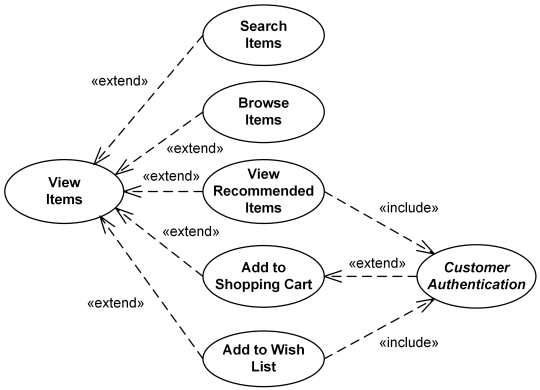 Search
Items
«extend»
Browse
Items
«extend»
View
Items
«extend»
View
Recommended
Items
«include»
«extend»
Add to
Shopping Cart
«extend»
Customer
Authentication
«extend»
Add to Wish
List
«include»